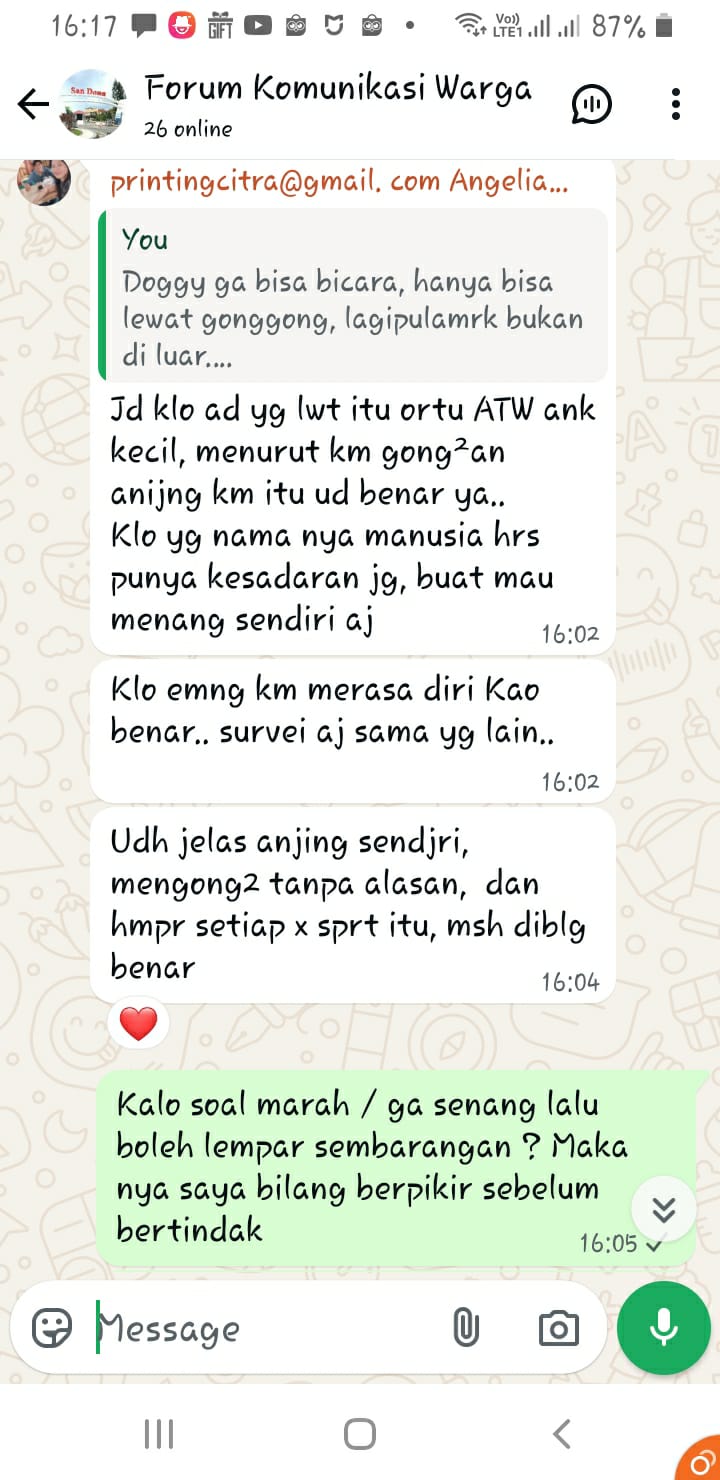 16:17
Vo)) LTE1
87%
San Dona
Forum Komunikasi Warga
26 online
printingcitra@gmail. com Angelia...
You
Doggy ga bisa bicara, hanya bisa
lewat gonggong, lagipulamrk bukan
di luar....
Jd klo ad yg lwt itu ortu ATW ank
kecil, menurut km gong²an
anijng km itu ud benar ya..
Klo yg nama nya manusia hrs
punya kesadaran jg, buat mau
menang sendiri aj
16:02
Klo emng km merasa diri Kao
benar.. survei aj sama yg lain..
16:02
Udh jelas anjing sendjri,
mengong2 tanpa alasan, dan
hmpr setiap x sprt itu, msh diblg
benar
16:04
Kalo soal marah / ga senang lalu
boleh lempar sembarangan ? Maka
nya saya bilang berpikir sebelum
bertindak
16:05
Message